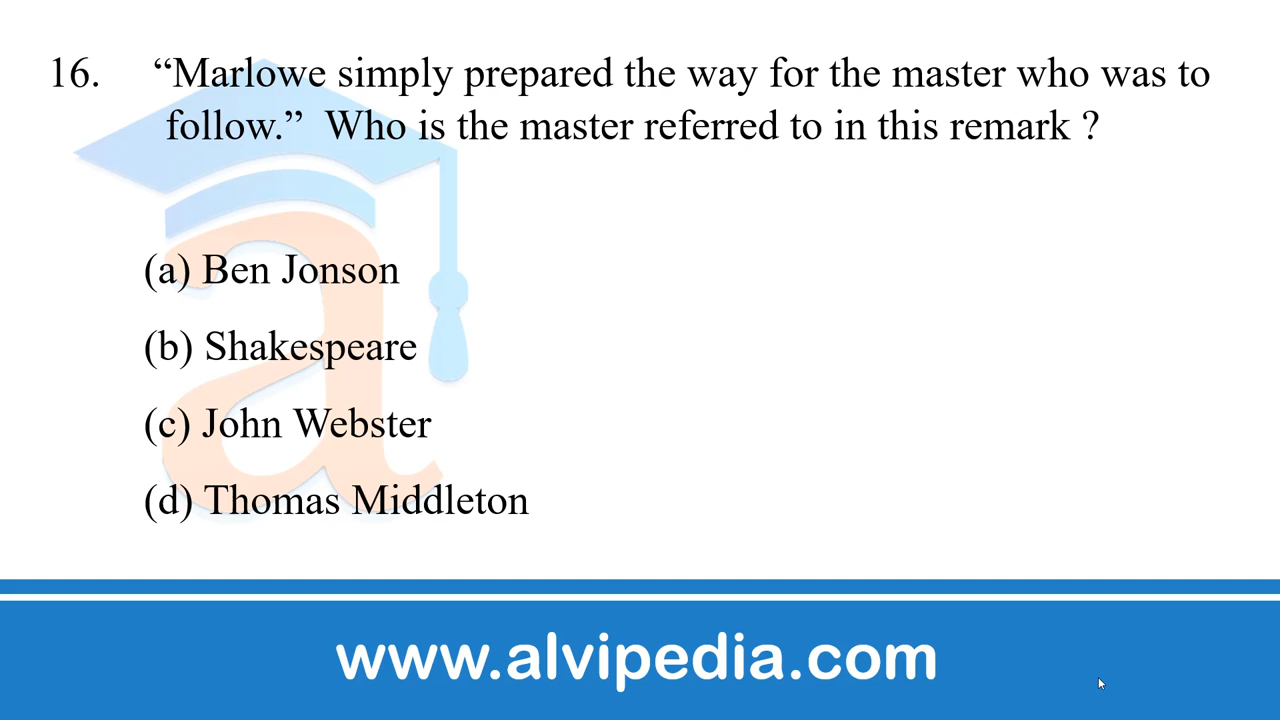 16. “Marlowe simply prepared the way for the master who was to
follow.” Who is the master referred to in this remark ?
(a) Ben Jonson
(b) Shakespeare
(c) John Webster
(d) Thomas Middleton
www.alvipedia.com